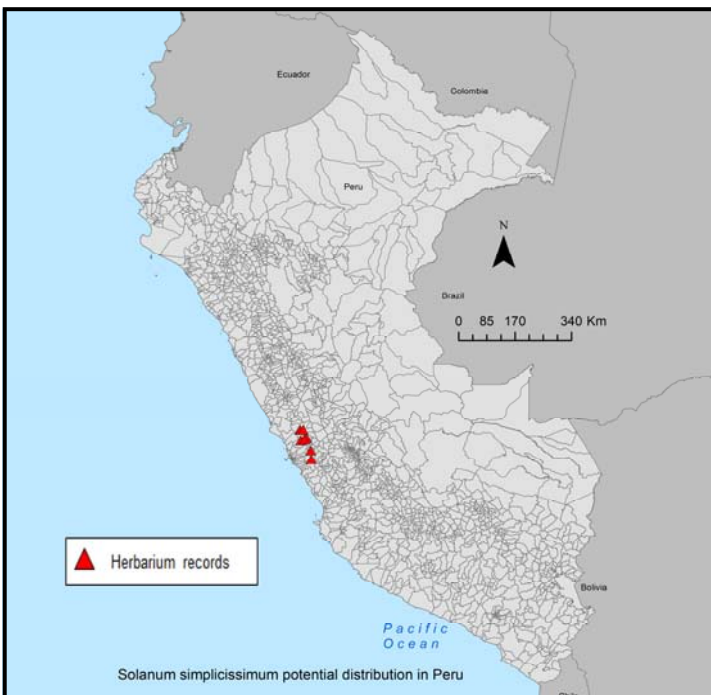 Ecuador
Colombia
Peru
N
Brazil
0 85 170 340 Km
Herbarium records
Bolivia
Pacific
Ocean
Solanum simplicissimum potential distribution in Peru